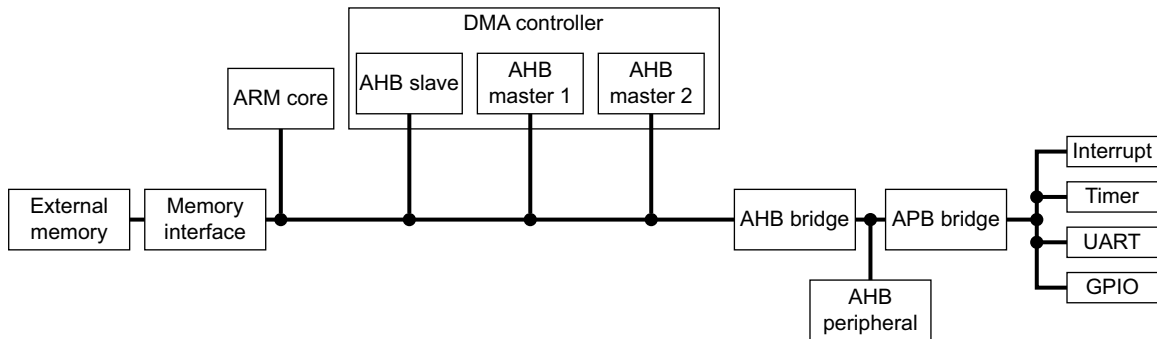 DMA controller
ARM core
AHB slave
AHB
master 1
AHB
master 2
External
memory
Memory
interface
AHB bridge
APB bridge
AHB
peripheral
Interrupt
Timer
UART
GPIO